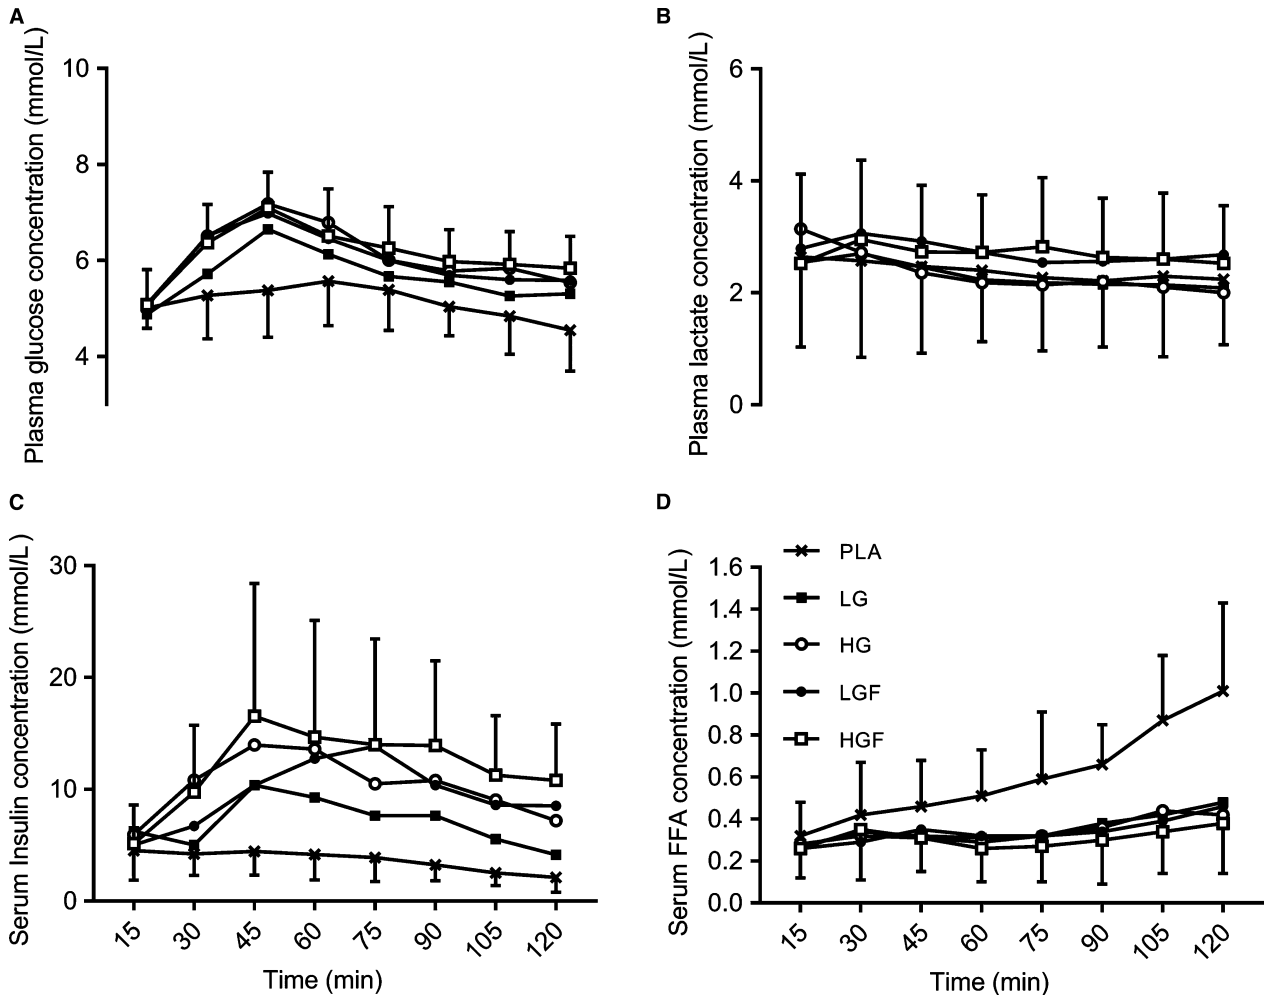 A
Plasma glucose concentration (mmol/L)
10
8
6
4
B
Plasma lactate concentration (mmol/L)
6
4
2
0
C
Serum Insulin concentration (mmol/L)
30
20
10
0
15 30 45 60 75 90 105 120
Time (min)
D
Serum FFA concentration (mmol/L)
1.6
1.4
1.2
1.0
0.8
0.6
0.4
0.2
0.0
PLA
LG
HG
LGF
HGF
15 30 45 60 75 90 105 120
Time (min)